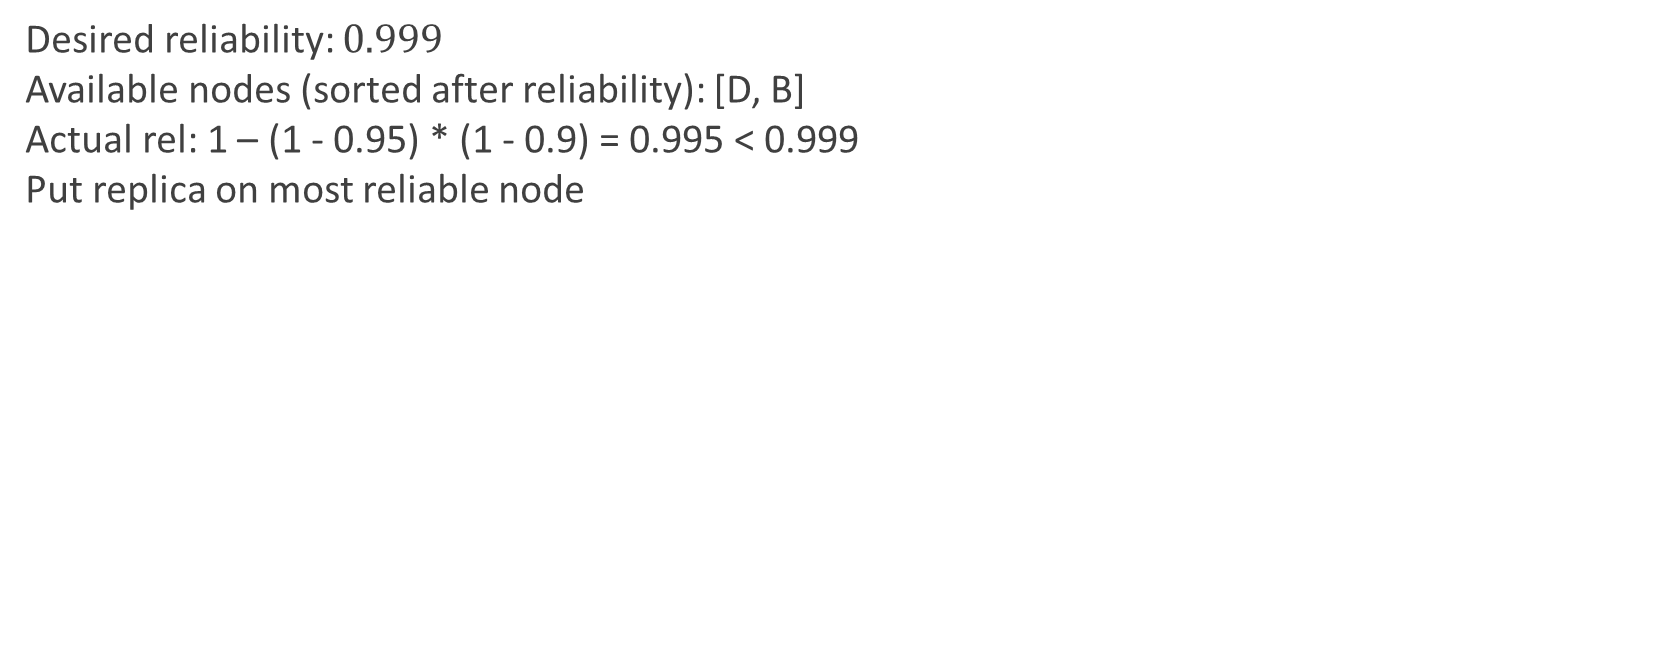 Desired reliability: 0.999
Available nodes (sorted after reliability): [D, B]
Actual rel: 1 – (1 - 0.95) * (1 - 0.9) = 0.995 < 0.999
Put replica on most reliable node